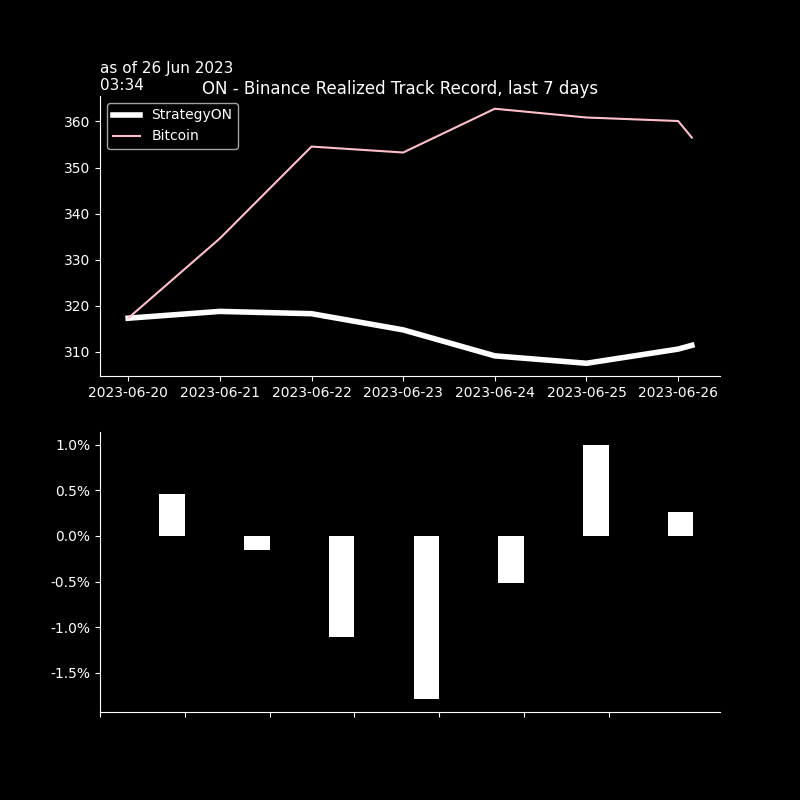 as of 26 Jun 2023
03:34
ON - Binance Realized Track Record, last 7 days
StrategyON
Bitcoin
360
350
340
330
320
310
2023-06-20 2023-06-21 2023-06-22 2023-06-23 2023-06-24 2023-06-25 2023-06-26
1.0%
0.5%
0.0%
-0.5%
-1.0%
-1.5%